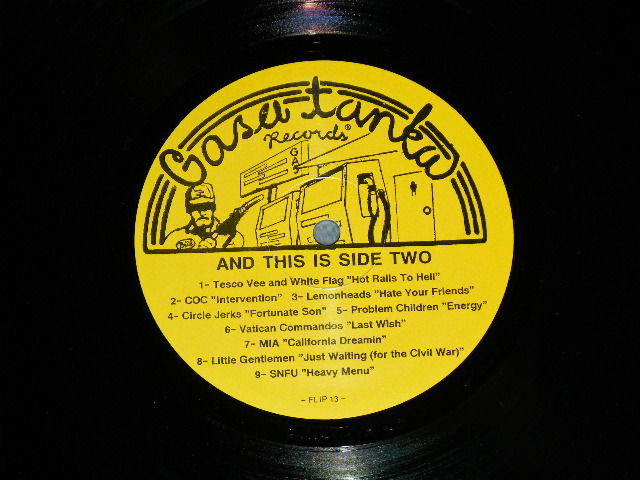 Gasatanka
Records®
GAS
AND THIS IS SIDE TWO
1- Tesco Vee and White Flag "Hot Rails To Hell"
2- COC "Intervention" 3- Lemonheads "Hate Your Friends"
4- Circle Jerks "Fortunate Son" 5- Problem Children "Energy"
6- Vatican Commandos "Last Wish"
7- MIA "California Dreamin"
8- Little Gentlemen "Just Waiting (for the Civil War)"
9- SNFU "Heavy Menu"
- FLIP 13 -